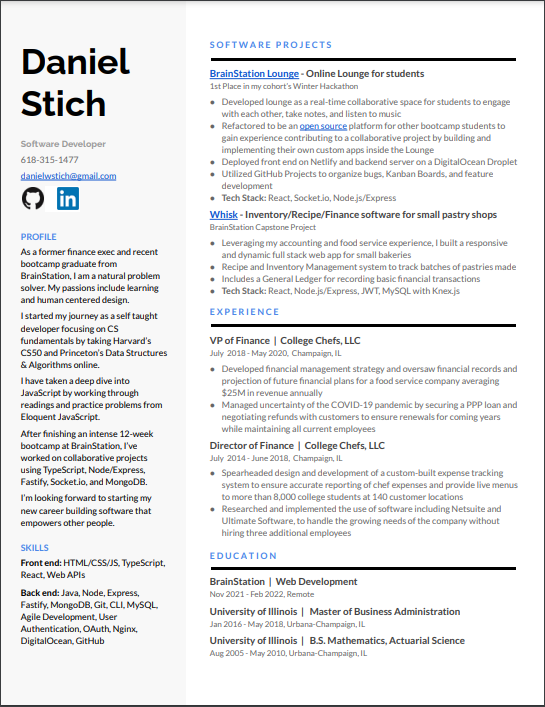 Daniel
Stich
Software Developer
618-315-1477
danielwstich@gmail.com
in
PROFILE
As a former finance exec and recent
bootcamp graduate from
BrainStation, I am a natural problem
solver. My passions include learning
and human centered design.
I started my journey as a self taught
developer focusing on CS
fundamentals by taking Harvard's
CS50 and Princeton's Data Structures
& Algorithms online.
I have taken a deep dive into
JavaScript by working through
readings and practice problems from
Eloquent JavaScript.
After finishing an intense 12-week
bootcamp at BrainStation, I've
worked on collaborative projects
using TypeScript, Node/Express,
Fastify, Socket.io, and MongoDB.
I'm looking forward to starting my
new career building software that
empowers other people.
SKILLS
Front end: HTML/CSS/JS, TypeScript,
React, Web APIs
Back end: Java, Node, Express,
Fastify, MongoDB, Git, CLI, MySQL,
Agile Development, User
Authentication, OAuth, Nginx,
DigitalOcean, GitHub
SOFTWARE PROJECTS
BrainStation Lounge - Online Lounge for students
1st Place in my cohort's Winter Hackathon
● Developed lounge as a real-time collaborative space for students to engage
with each other, take notes, and listen to music
● Refactored to be an open source platform for other bootcamp students to
gain experience contributing to a collaborative project by building and
implementing their own custom apps inside the Lounge
● Deployed front end on Netlify and backend server on a DigitalOcean Droplet
● Utilized GitHub Projects to organize bugs, Kanban Boards, and feature
development
● Tech Stack: React, Socket.io, Node.js/Express
Whisk - Inventory/Recipe/Finance software for small pastry shops
BrainStation Capstone Project
● Leveraging my accounting and food service experience, I built a responsive
and dynamic full stack web app for small bakeries
● Recipe and Inventory Management system to track batches of pastries made
● Includes a General Ledger for recording basic financial transactions
● Tech Stack: React, Node.js/Express, JWT, MySQL with Knex.js
EXPERIENCE
VP of Finance | College Chefs, LLC
July 2018 - May 2020, Champaign, IL
● Developed financial management strategy and oversaw financial records and
projection of future financial plans for a food service company averaging
$25M in revenue annually
● Managed uncertainty of the COVID-19 pandemic by securing a PPP loan and
negotiating refunds with customers to ensure renewals for coming years
while maintaining all current employees
Director of Finance | College Chefs, LLC
July 2014 - June 2018, Champaign, IL
● Spearheaded design and development of a custom-built expense tracking
system to ensure accurate reporting of chef expenses and provide live menus
to more than 8,000 college students at 140 customer locations
● Researched and implemented the use of software including Netsuite and
Ultimate Software, to handle the growing needs of the company without
hiring three additional employees
EDUCATION
BrainStation | Web Development
Nov 2021 - Feb 2022, Remote
University of Illinois | Master of Business Administration
Jan 2016 - May 2018, Urbana-Champaign, IL
University of Illinois | B.S. Mathematics, Actuarial Science
Aug 2005 - May 2010, Urbana-Champaign, IL